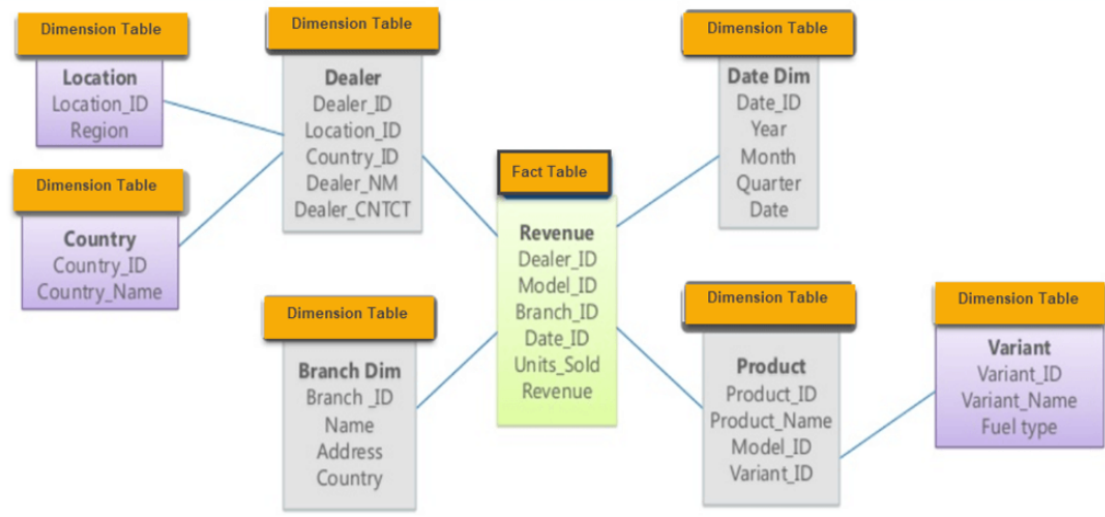 Dimension Table
Location
Location_ID
Region
Dimension Table
Country
Country_ID
Country_Name
Dimension Table
Dealer
Dealer_ID
Location_ID
Country_ID
Dealer_NM
Dealer_CNTCT
Dimension Table
Branch Dim
Branch _ID
Name
Address
Country
Fact Table
Revenue
Dealer_ID
Model_ID
Branch_ID
Date_ID
Units_Sold
Revenue
Dimension Table
Date Dim
Date_ID
Year
Month
Quarter
Date
Dimension Table
Product
Product_ID
Product_Name
Model_ID
Variant_ID
Dimension Table
Variant
Variant_ID
Variant_Name
Fuel type